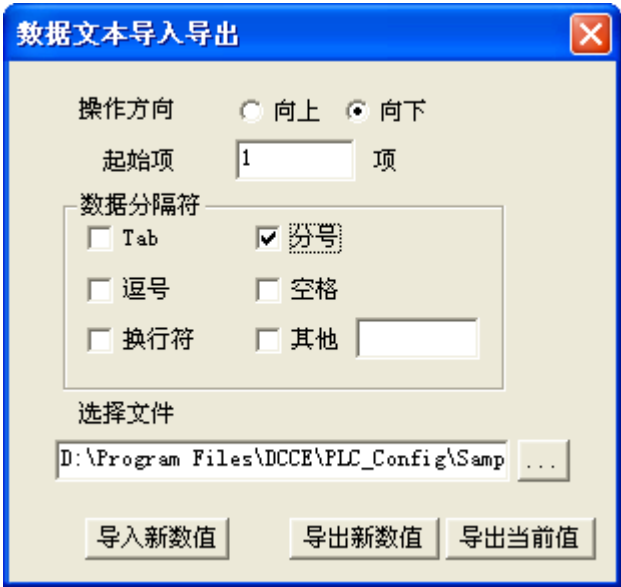 数据文本导入导出
操作方向 向上 向下
起始项 1 项
数据分隔符
Tab 分号
逗号 空格
换行符 其他
选择文件
D:\Program Files\DCCE\PLC_Config\Samp ...
导入新数值 导出新数值 导出当前值